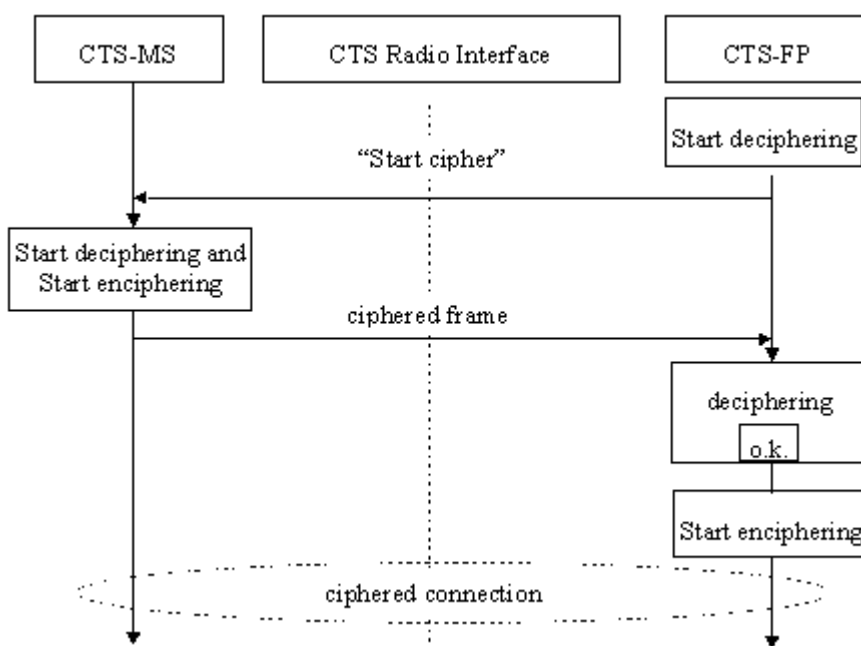 CTS-MS
CTS Radio Interface
CTS-FP
Start deciphering
“Start cipher”
Start deciphering and
Start enciphering
ciphered frame
deciphering
o.k.
Start enciphering
ciphered connection